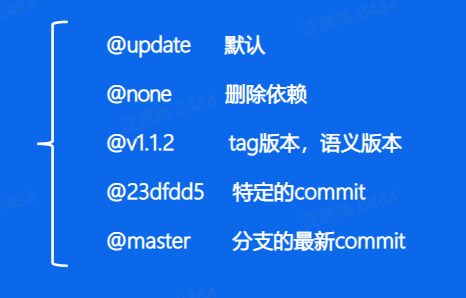 @update 默认
@none 删除依赖
@v1.1.2 tag版本，语义版本
@23dfdd5 特定的commit
@master 分支的最新commit